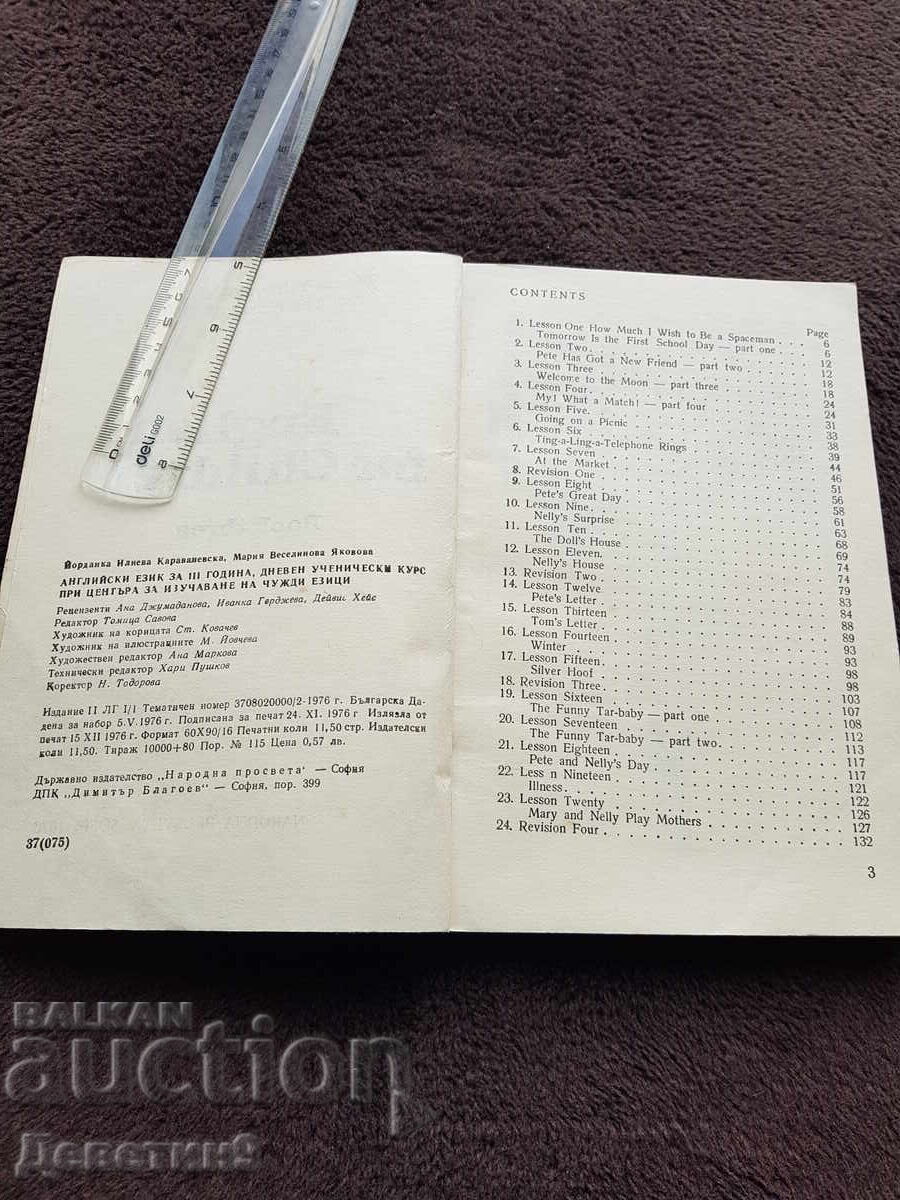 deli G002
Йорданка Илиева Каравапевска, Мария Веселинова Яковова
АНГЛИЙСКИ ЕЗИК ЗА III ГОДИНА, ДНЕВЕН УЧЕНИЧЕСКИ КУРС
ПРИ ЦЕНТЪРА ЗА ИЗУЧАВАНЕ НА ЧУЖДИ ЕЗИЦИ
Рецензенти Ана Джумаданова, Иванка Герджева, Дейвис Хейс
Редактор Томица Савова
Художник на корицата Ст. Ковачев
Художник на илюстрациите М. Йовчева
Художествен редактор Ана Маркова
Технически редактор Хари Пушков
Коректор Н. Тодорова
Издание II ЛГ I/1 Тематичен номер 3708020000/2-1976 г. Българска Да-
дена за набор 5.V.1976 г. Подписана за печат 24. XI. 1976 г Излязла от
печат 15 XII 1976 г. Формат 60Х90/16 Печатни коли 11,50 стр. Издателски
коли 11,50. Тираж 10000+80 Пор. № 115 Цена 0,57 лв.
Държавно издателство „Народна просвета“ — София
ДПК „Димитър Благоев“ — София, пор. 399
37(075)
CONTENTS
Page
1. Lesson One How Much I Wish to Be a Spaceman . . . 6
Tomorrow Is the First School Day — part one . . 6
2. Lesson Two. . . . 12
Pete Has Got a New Friend — part two . . . 12
3. Lesson Three . . . 18
Welcome to the Moon — part three . . . 18
4. Lesson Four. . . . 24
My! What a Match! — part four . . . 24
5. Lesson Five. . . . 31
Going on a Picnic . . . 33
6. Lesson Six . . . 38
Ting-a-Ling-a-Telephone Rings . . . 39
7. Lesson Seven . . . 44
At the Market . . . 46
8. Revision One . . . 51
9. Lesson Eight . . . 56
Pete's Great Day . . . 58
10. Lesson Nine. . . . 61
Nelly's Surprise . . . 63
11. Lesson Ten . . . 68
The Doll's House . . . 69
12. Lesson Eleven. . . . 74
Nelly's House . . . 74
13. Revision Two . . . 79
14. Lesson Twelve . . . 83
Pete's Letter . . . 84
15. Lesson Thirteen . . . 88
Tom's Letter . . . 89
16. Lesson Fourteen . . . 93
Winter . . . 93
17. Lesson Fifteen. . . . 98
Silver Hoof . . . 98
18. Revision Three. . . . 103
19. Lesson Sixteen . . . 107
The Funny Tar-baby — part one . . . 108
20. Lesson Seventeen . . . 112
The Funny Tar-baby — part two. . . . 113
21. Lesson Eighteen . . . 117
Pete and Nelly's Day . . . 117
22. Less n Nineteen . . . 121
Illness. . . . 122
23. Lesson Twenty . . . 126
Mary and Nelly Play Mothers . . . 127
24. Revision Four . . . 132
3
BALKAN
auction
Деветин9